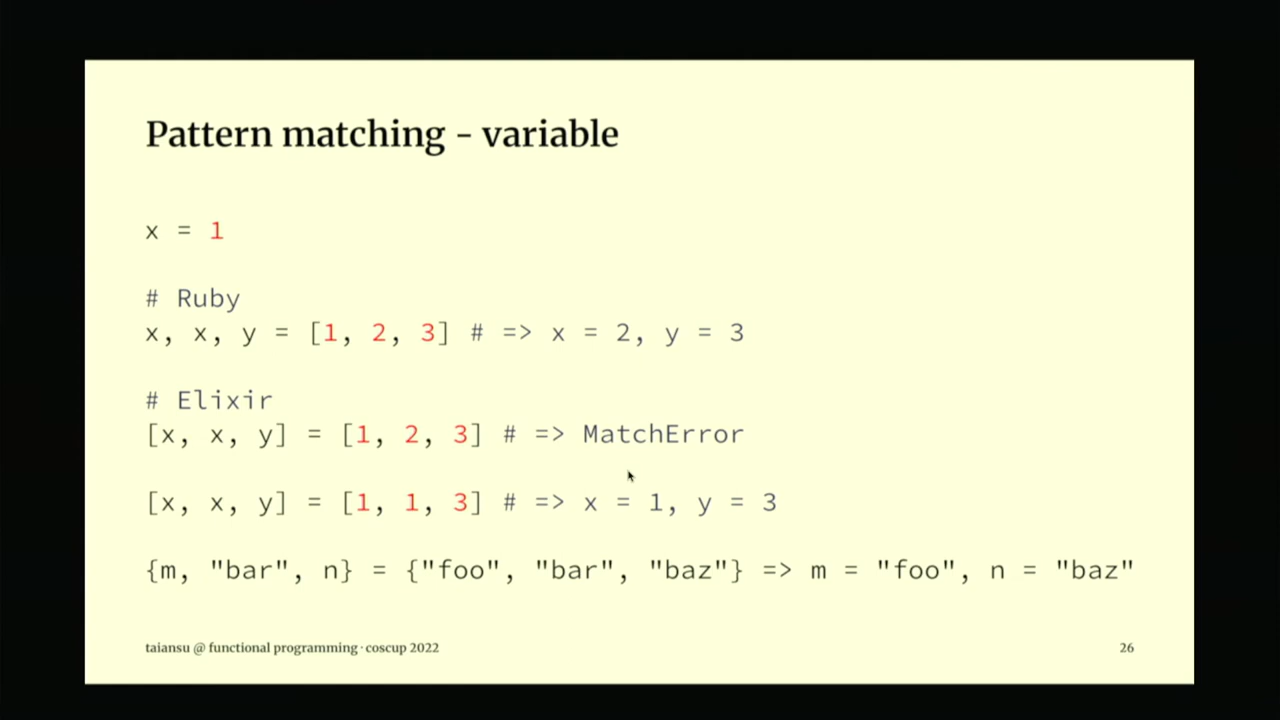 Pattern matching - variable
x = 1
# Ruby
x, x, y = [1, 2, 3] # => x = 2, y = 3
# Elixir
[x, x, y] = [1, 2, 3] # => MatchError
[x, x, y] = [1, 1, 3] # => x = 1, y = 3
{m, "bar", n} = {"foo", "bar", "baz"} => m = "foo", n = "baz"
taiansu @ functional programming · coscup 2022
26